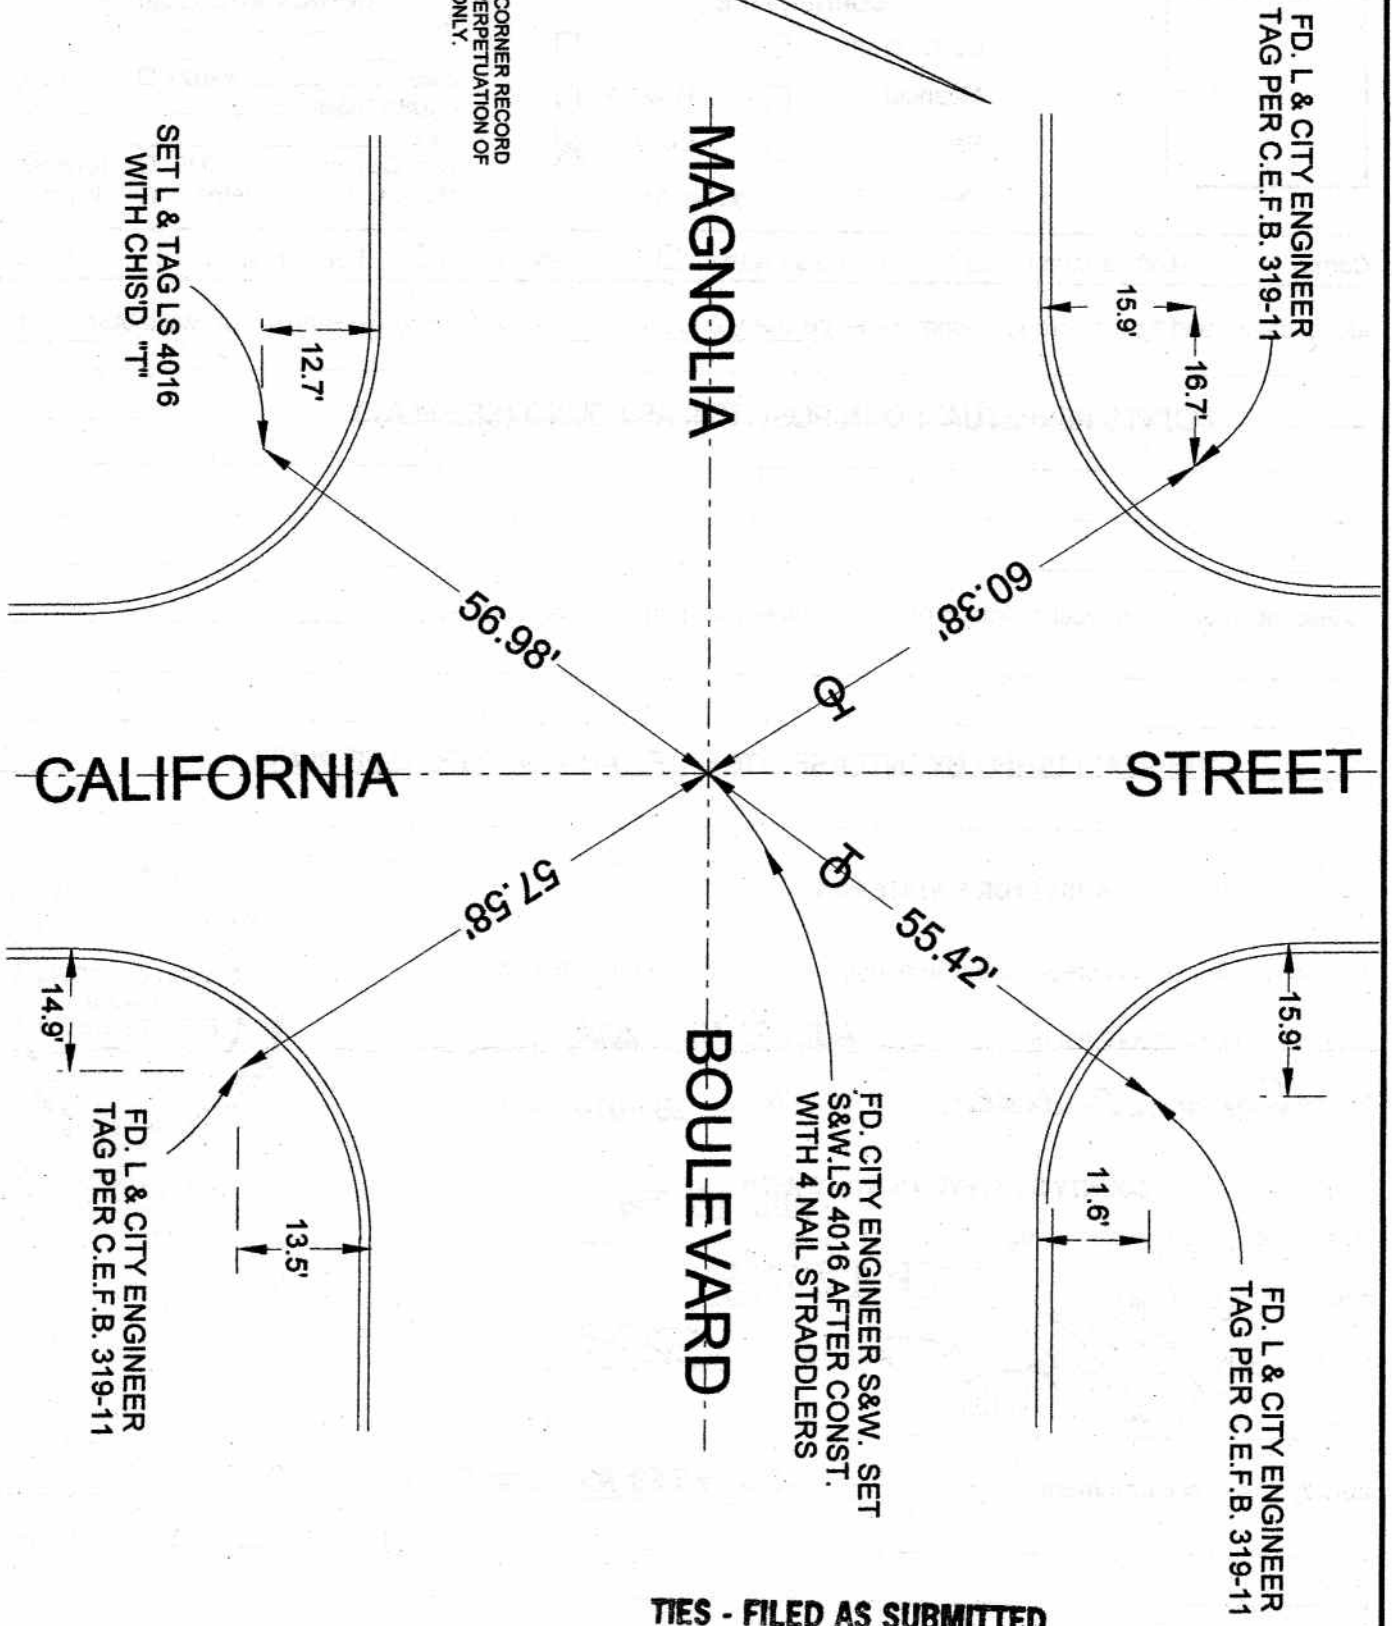 CORNER RECORD
ERPETUATION OF
ONLY.
FD. L & CITY ENGINEER
TAG PER C.E.F.B. 319-11
15.9'
16.7'
60.38'
MAGNOLIA
SET L & TAG LS 4016
WITH CHIS'D "T"
12.7'
56.98'
CALIFORNIA
STREET
57.58'
55.42'
14.9'
13.5'
FD. L & CITY ENGINEER
TAG PER C.E.F.B. 319-11
BOULEVARD
FD. CITY ENGINEER S&W. SET
S&W.LS 4016 AFTER CONST.
WITH 4 NAIL STRADDLERS
15.9'
11.6'
FD. L & CITY ENGINEER
TAG PER C.E.F.B. 319-11
TIES - FILED AS SUBMITTED